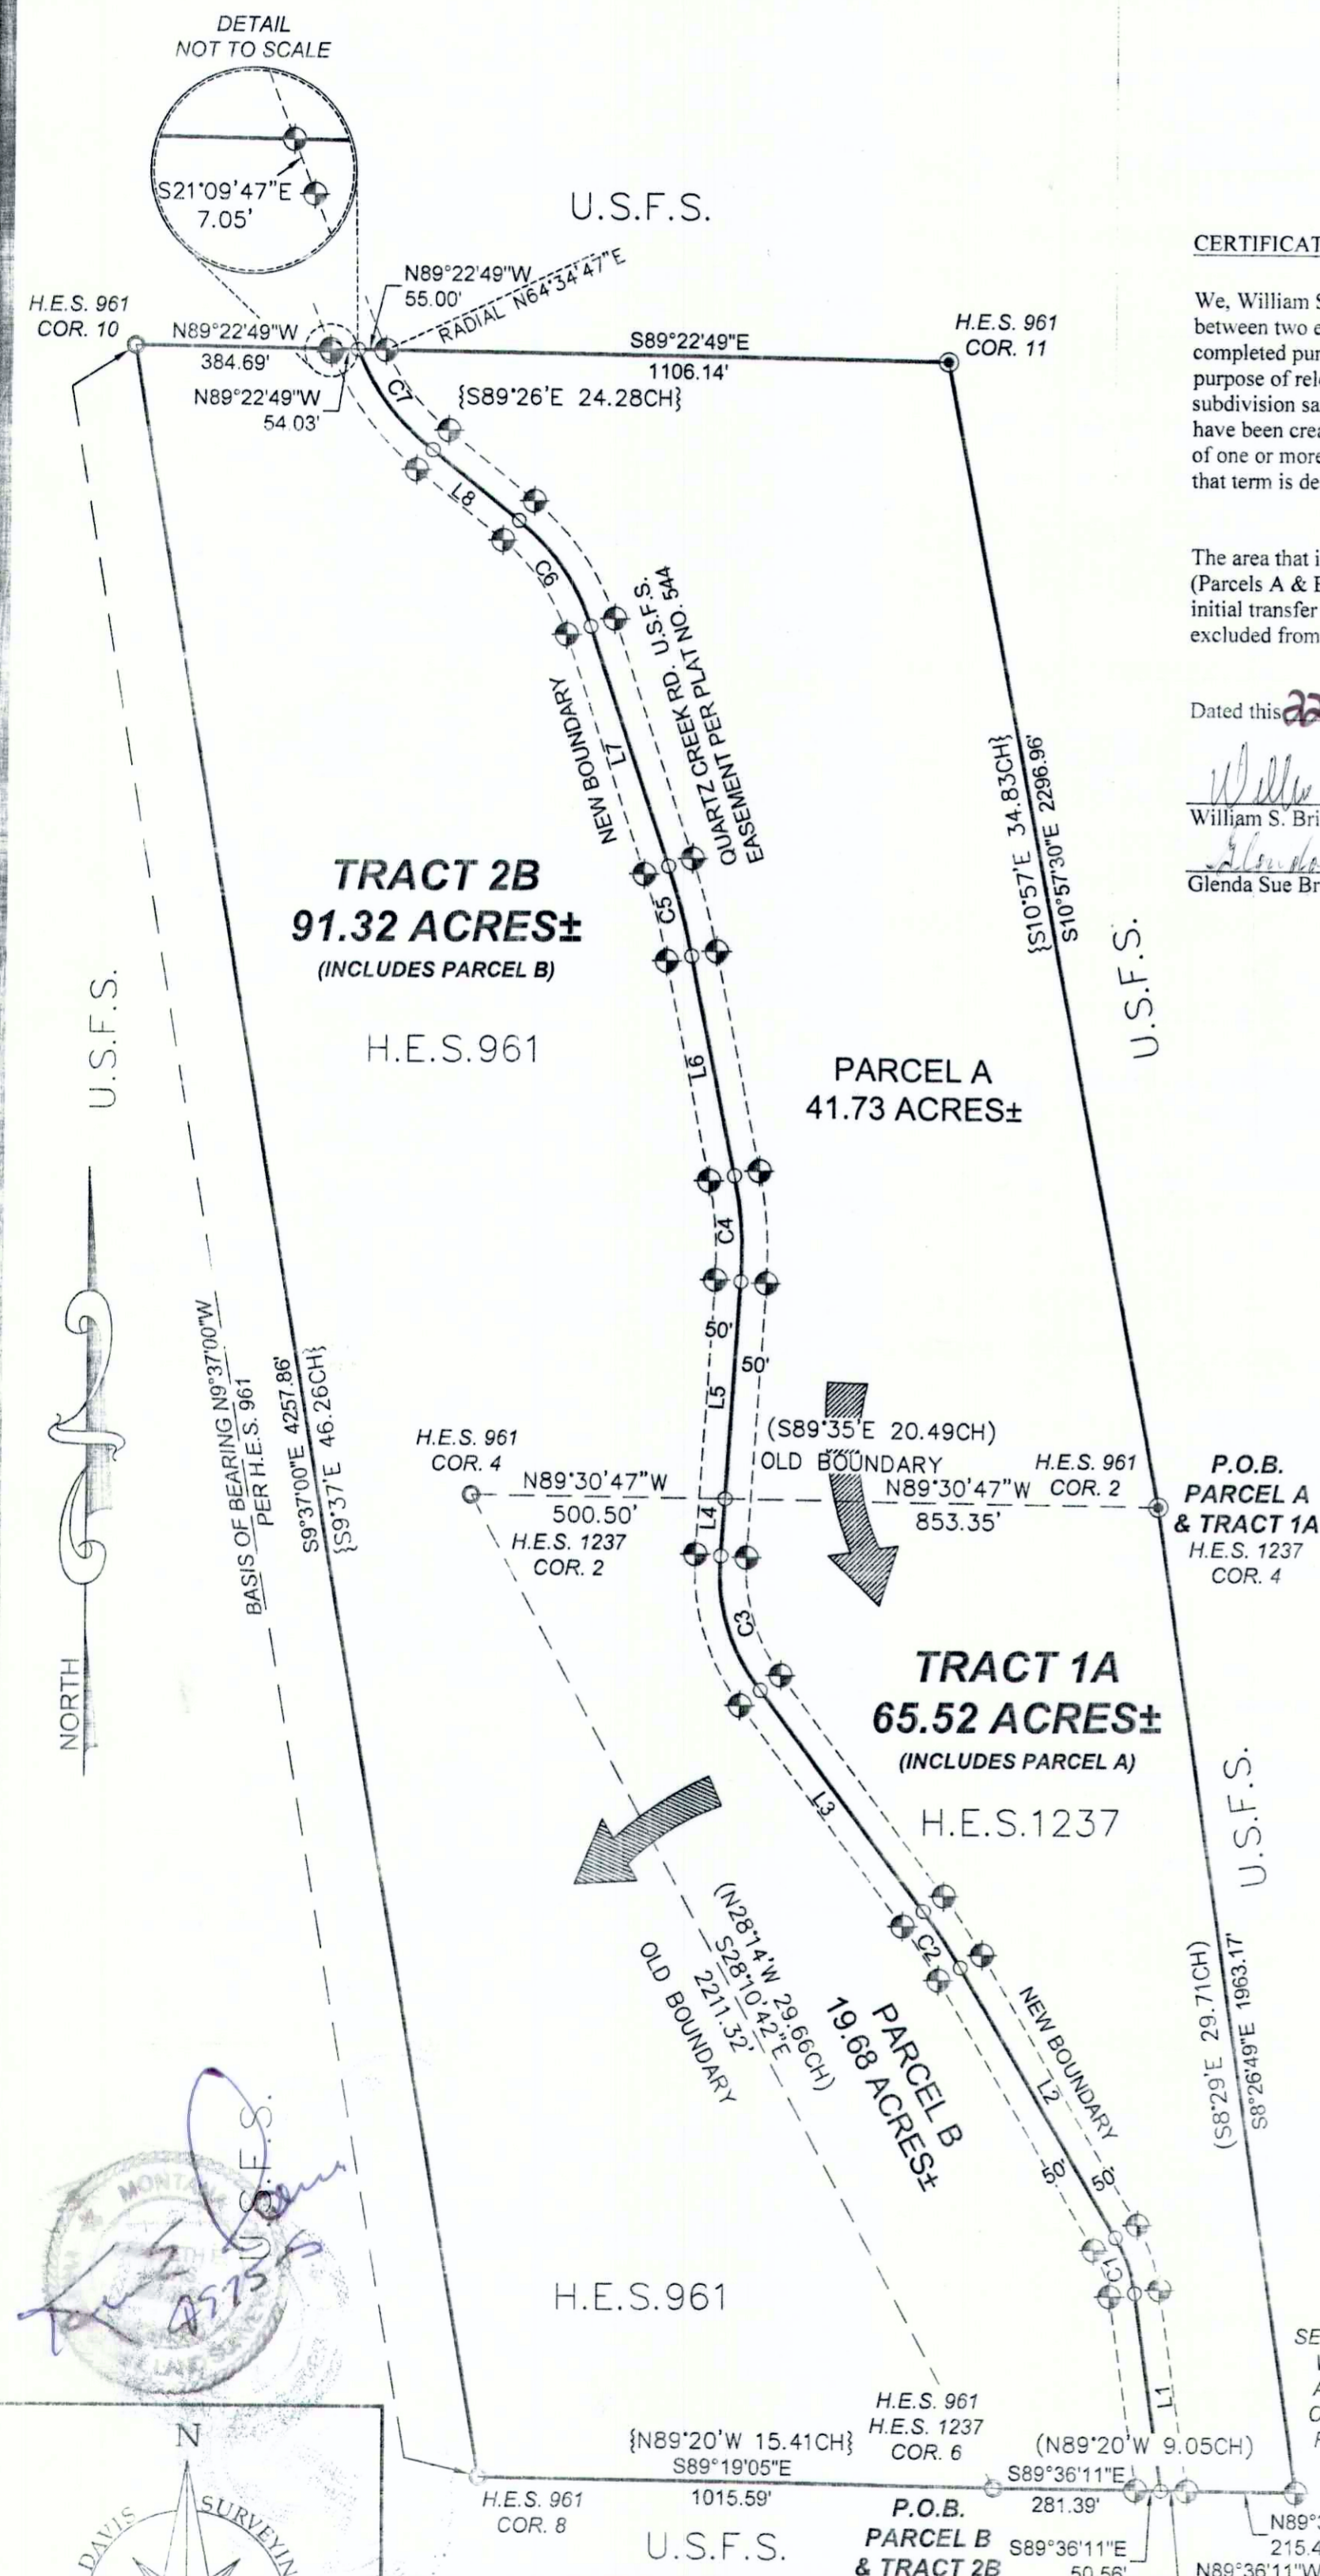 DETAIL
NOT TO SCALE
S21°09'47"E
7.05'
U.S.F.S.
N89°22'49"W
55.00'
RADIAL N64°34'47"E
H.E.S. 961
COR. 10
N89°22'49"W
384.69'
N89°22'49"W
54.03'
S89°22'49"E
1106.14'
{S89°26'E 24.28CH}
H.E.S. 961
COR. 11
C7
L8
C6
NEW BOUNDARY
L7
QUARTZ CREEK RD. U.S.F.S.
EASEMENT PER PLAT NO. 544
CERTIFICAT
We, William S
between two e
completed pur
purpose of rel
subdivision sa
have been crea
of one or more
that term is de
The area that i
(Parcels A &
initial transfer
excluded from
Dated this 22
William S. Bri
Glenda Sue Br
{S10°57'E 34.83CH}
S10°57'30"E 2296.96'
U.S.F.S.
TRACT 2B
91.32 ACRES±
(INCLUDES PARCEL B)
H.E.S.961
U.S.F.S.
C5
L6
PARCEL A
41.73 ACRES±
C4
50'
50'
L5
NORTH
BASIS OF BEARING N9°37'00"W
PER H.E.S. 961
S9°37'00"E 4257.86'
{S9°37'E 46.26CH}
H.E.S. 961
COR. 4
(S89°35'E 20.49CH)
OLD BOUNDARY
N89°30'47"W
500.50'
N89°30'47"W
853.35'
H.E.S. 961
COR. 2
H.E.S. 1237
COR. 2
P.O.B.
PARCEL A
& TRACT 1A
H.E.S. 1237
COR. 4
L4
C3
TRACT 1A
65.52 ACRES±
(INCLUDES PARCEL A)
H.E.S.1237
L3
U.S.F.S.
C2
(N28°14'W 29.66CH)
S28°10'42"E
2211.32'
OLD BOUNDARY
PARCEL B
19.68 ACRES±
NEW BOUNDARY
L2
50'
50'
(S8°29'E 29.71CH)
S8°26'49"E 1963.17'
C1
L1
U.S.F.S.
MONTANA
LAND SURVEYOR
H.E.S.961
H.E.S. 961
H.E.S. 1237
COR. 6
{N89°20'W 15.41CH}
S89°19'05"E
1015.59'
(N89°20'W 9.05CH)
S89°36'11"E
281.39'
H.E.S. 961
COR. 8
U.S.F.S.
P.O.B.
PARCEL B
& TRACT 2B
S89°36'11"E
50.56'
N89°
215.4
N89°36'11"W
SE
N
DAVIS SURVEYIN